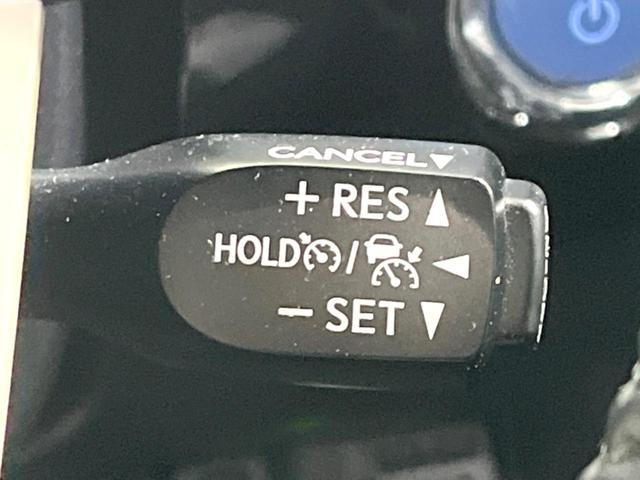 CANCEL▼
+ RES ▲
HOLD / ◀
− SET ▼